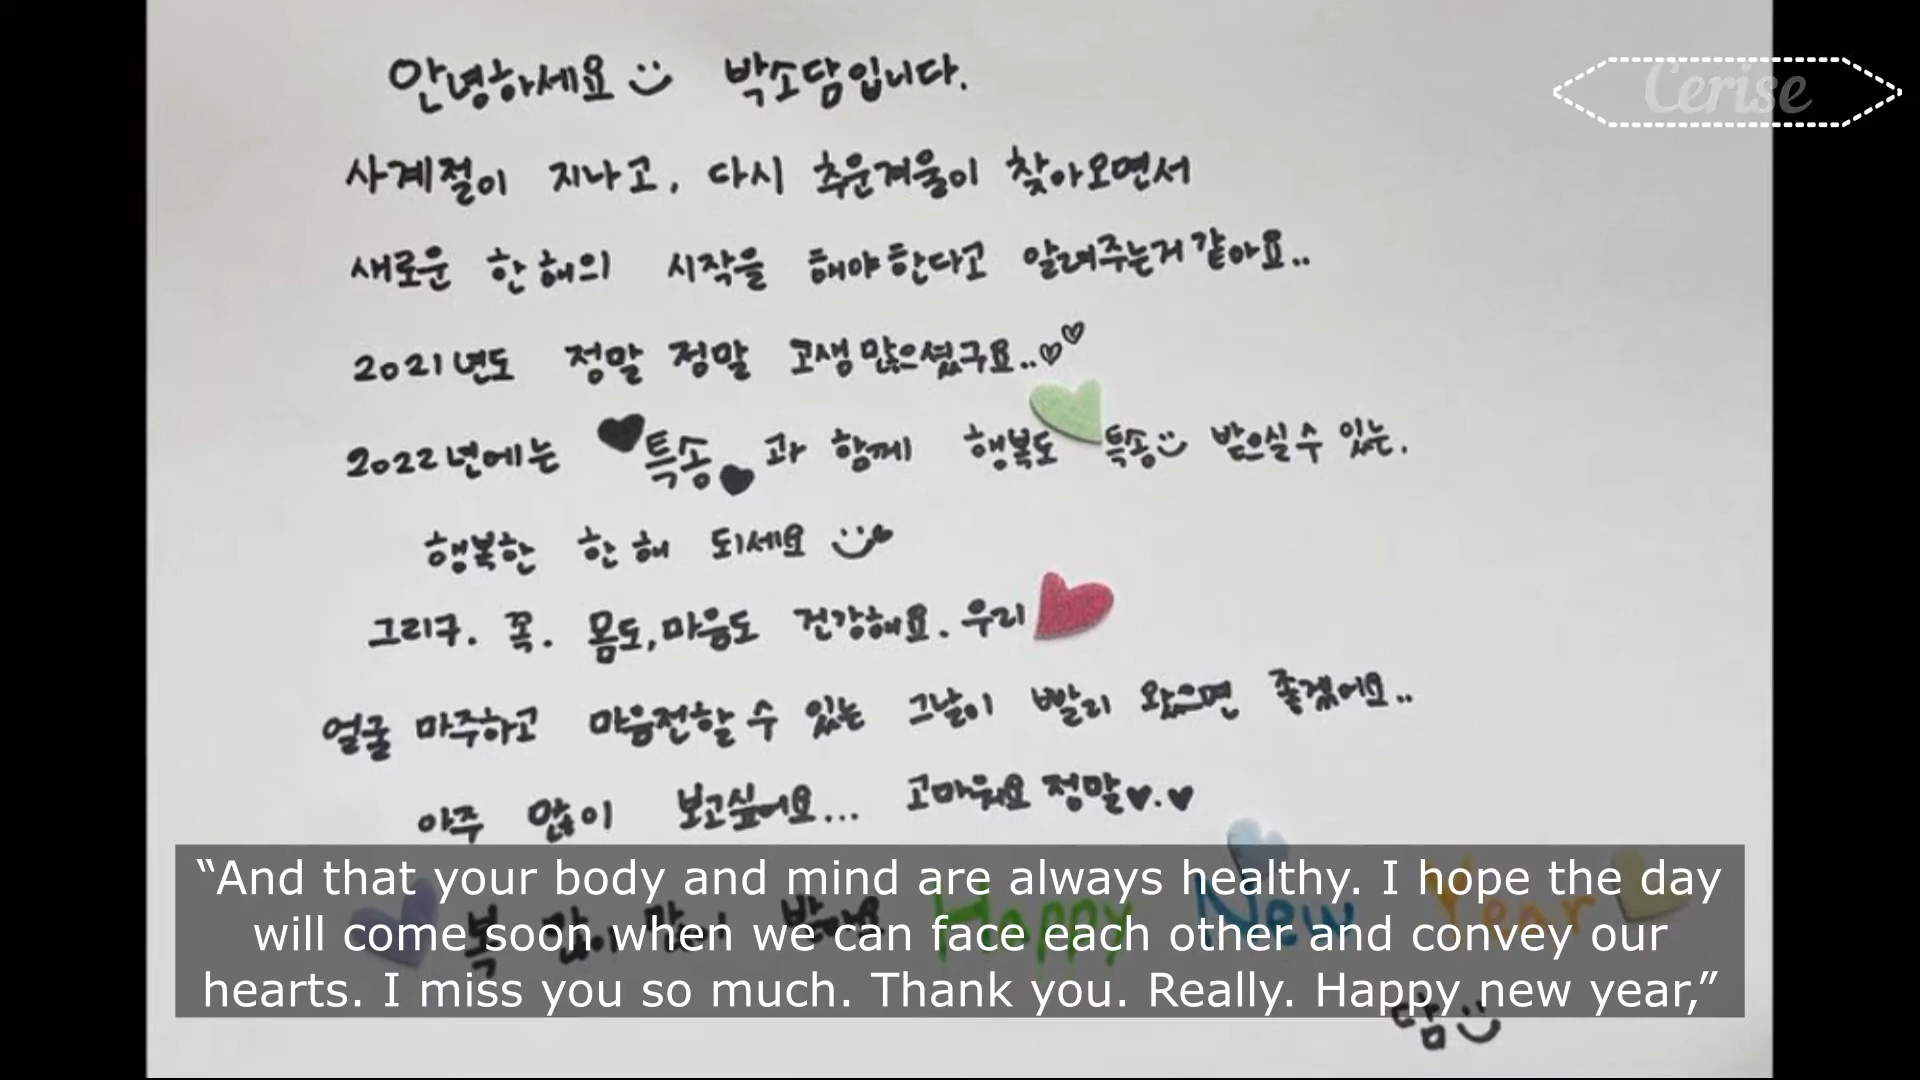 안녕하세요 박소담입니다.
Cerise
사계절이 지나고, 다시 추운겨울이 찾아오면서
새로운 한해의 시작을 해야한다고 알려주는거 같아요..
2021년도 정말 정말 고생 많으셨구요..
2022년에는 특송과 함께 행복도 특송 받으실수 있는.
행복한 한해 되세요
그리구. 꼭. 몸도, 마음도 건강해요. 우리
얼굴 마주하고 마음전할수 있는 그날이 빨리 왔으면 좋겠어요..
아주 많이 보고싶어요... 고마워요 정말
“And that your body and mind are always healthy. I hope the day
will come soon when we can face each other and convey our
hearts. I miss you so much. Thank you. Really. Happy new year,”
복 많이 Happy New Year
담